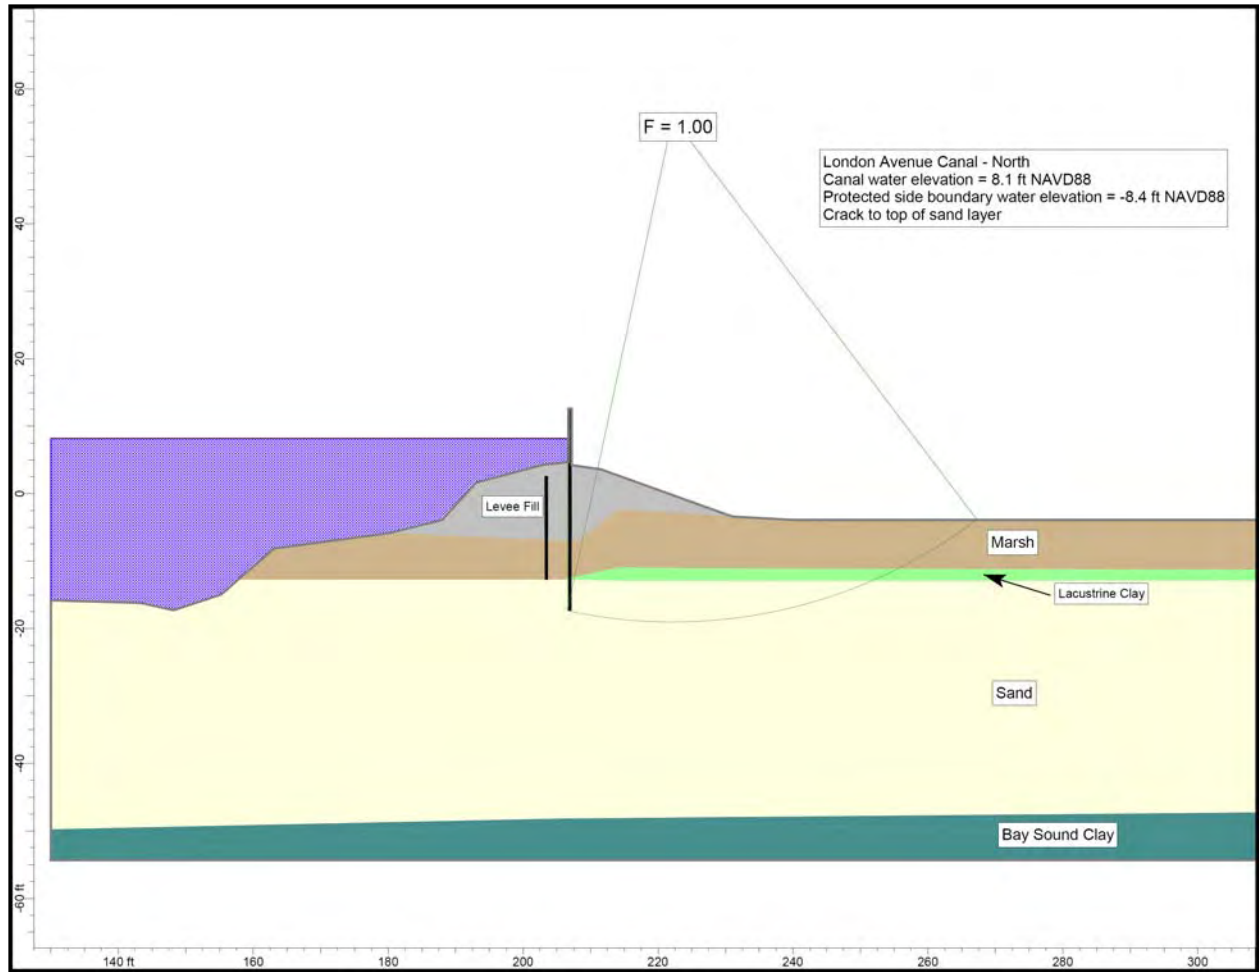 60
F = 1.00
London Avenue Canal - North
Canal water elevation = 8.1 ft NAVD88
Protected side boundary water elevation = -8.4 ft NAVD88
Crack to top of sand layer
40
20
0
Levee Fill
Marsh
Lacustrine Clay
-20
Sand
-40
Bay Sound Clay
-60 ft
140 ft
160
180
200
220
240
260
280
300